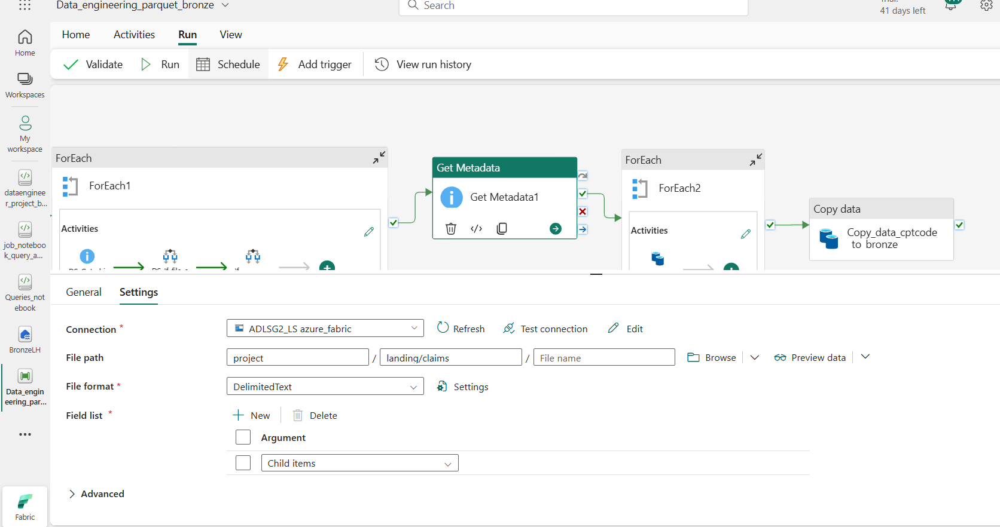 Data_engineering_parquet_bronze
Search
41 days left
Home
Workspaces
My
workspace
dataenginee
r_project_b...
job_noteboo
k_query_a...
Queries_not
ebook
BronzeLH
Data_engin
eering_par...
Fabric
Home Activities Run View
Validate Run Schedule Add trigger View run history
ForEach
ForEach1
Activities
Get Metadata
Get Metadata1
ForEach
ForEach2
Activities
Copy data
Copy_data_cptcode
to bronze
General Settings
Connection * ADLSG2_LS azure_fabric Refresh Test connection Edit
File path project / landing/claims / File name Browse Preview data
File format * DelimitedText Settings
Field list * New Delete
Argument
Child items
Advanced